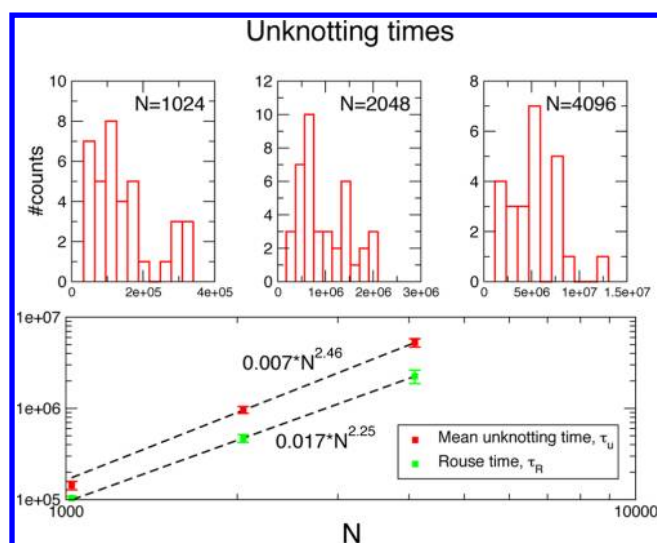 Unknotting times
10
8
6
4
2
0
#counts
N=1024
0
2e+05
4e+05
12
10
8
6
4
2
0
N=2048
0
1e+06
2e+06
3e+06
10
8
6
4
2
0
N=4096
0
5e+06
1e+07
1.5e+07
1e+07
1e+06
1e+05
0.007*N^2.46
0.017*N^2.25
Mean unknotting time, τ_u
Rouse time, τ_R
1000
10000
N